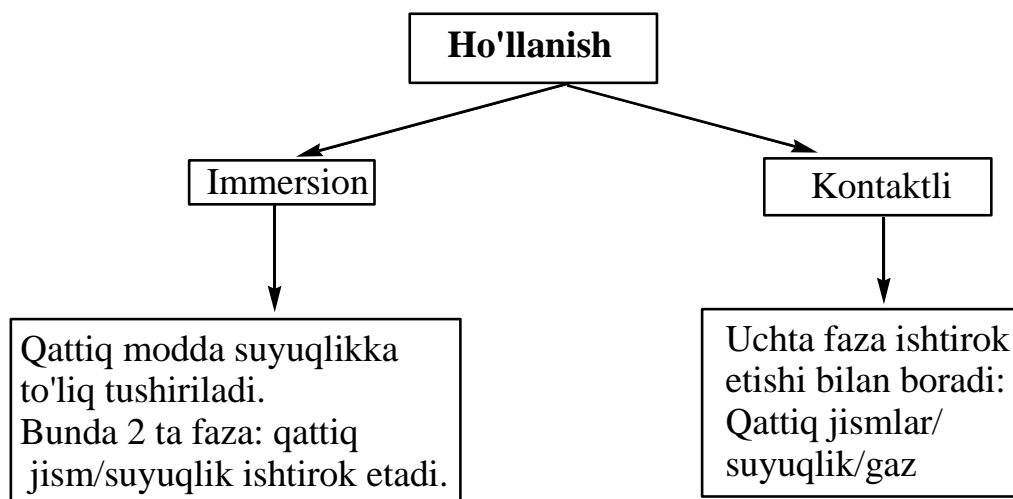 Ho'llanish
Immersion
Kontaktli
Qattiq modda suyuqlikka
to'liq tushiriladi.
Bunda 2 ta faza: qattiq
jism/suyuqlik ishtirok etadi.
Uchta faza ishtirok
etishi bilan boradi:
Qattiq jismlar/
suyuqlik/gaz